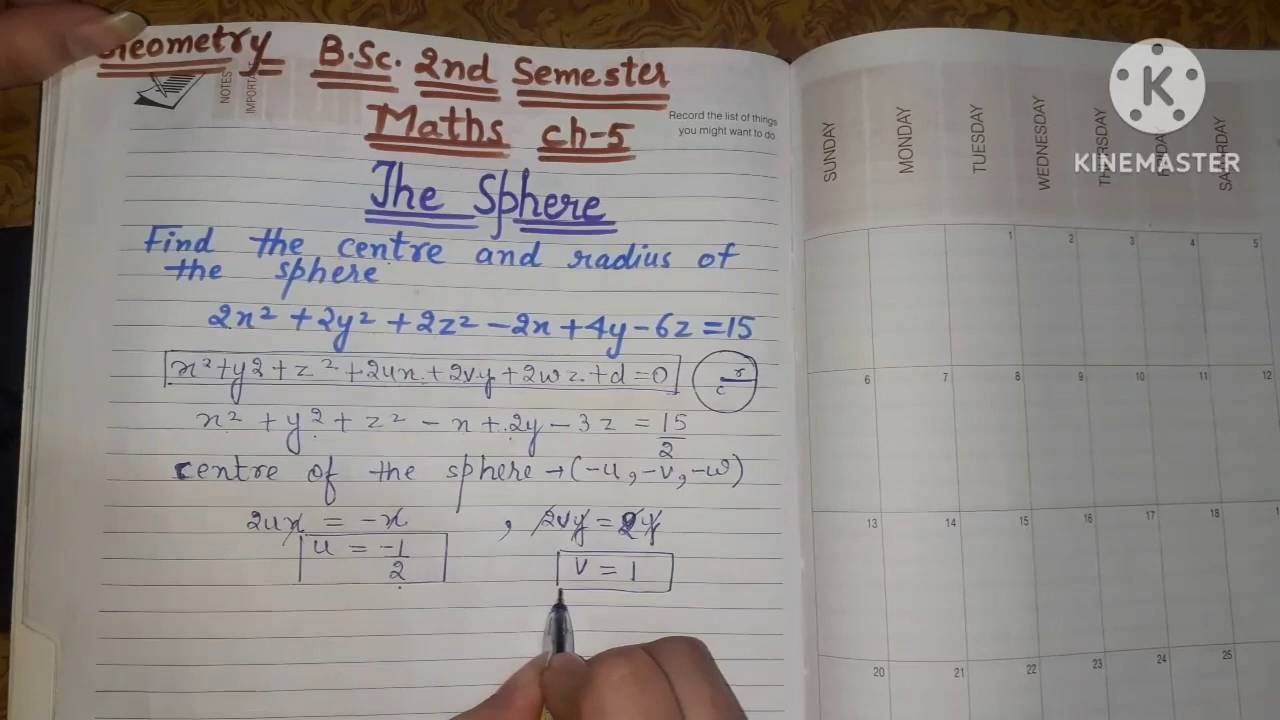 Geometry B.Sc. 2nd Semester
NOTES
IMPORTANT
Maths ch-5
Record the list of things
you might want to do
The Sphere
Find the centre and radius of
the sphere
2x² + 2y² + 2z² - 2x + 4y - 6z = 15
x² + y² + z² + 2ux + 2vy + 2wz + d = 0
r
c
x² + y² + z² - x + 2y - 3z = 15/2
centre of the sphere → (-u, -v, -w)
2ux = -x , 2vy = 2y
u = -1/2 v = 1
K
KINEMASTER
SUNDAY MONDAY TUESDAY WEDNESDAY THURSDAY FRIDAY SATURDAY
1 2 3 4 5
6 7 8 9 10 11 12
13 14 15 16 17 18
20 21 22 23 24 25